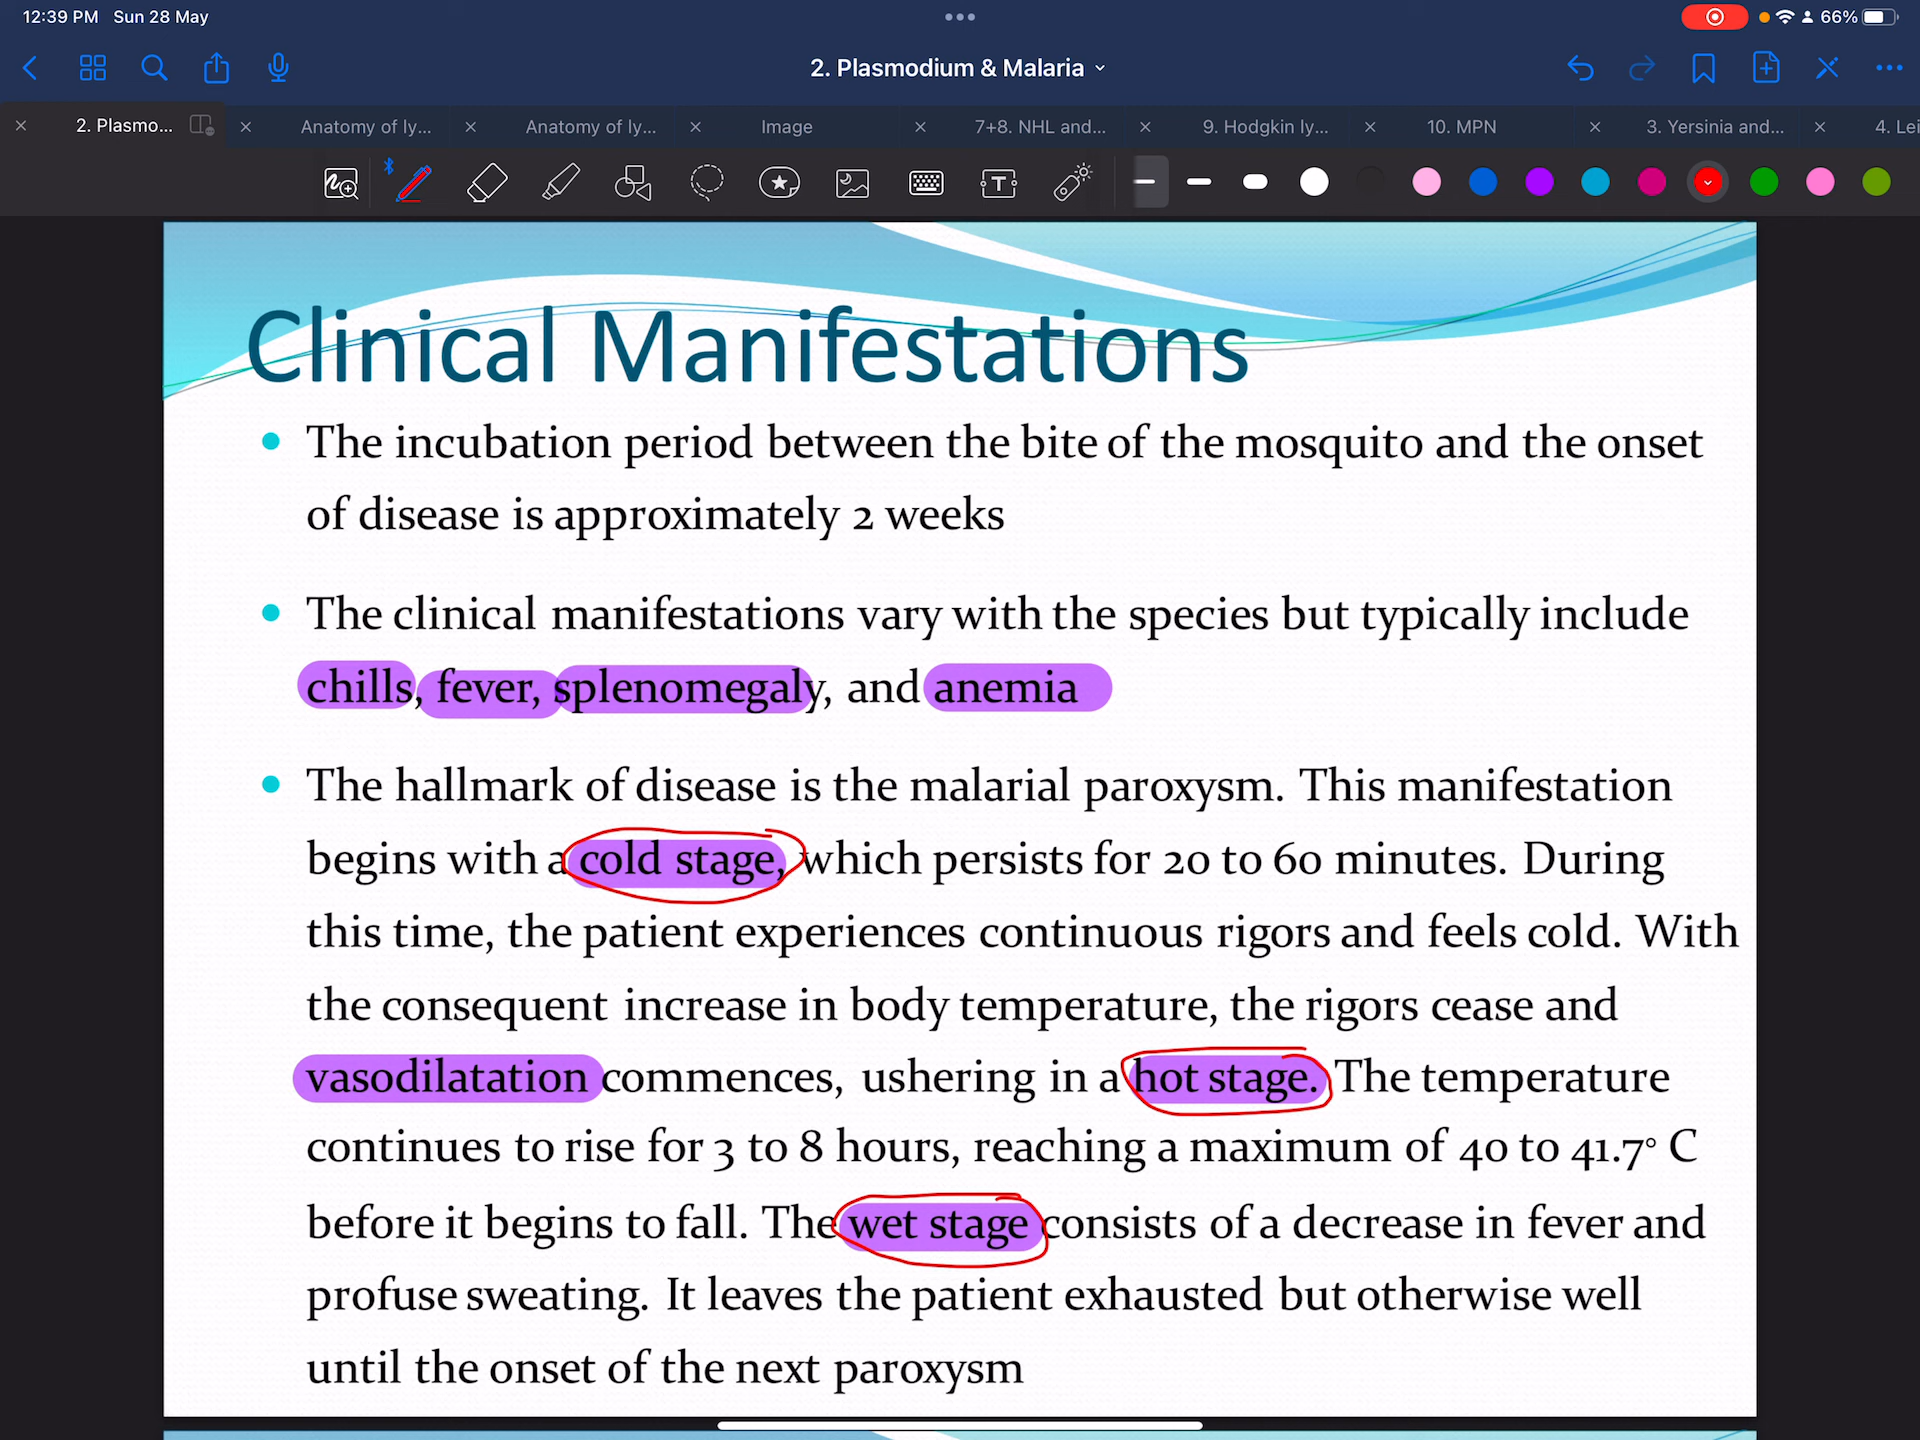 12:39 PM Sun 28 May
66%
2. Plasmodium & Malaria
2. Plasmo...
Anatomy of ly...
Anatomy of ly...
Image
7+8. NHL and...
9. Hodgkin ly...
10. MPN
3. Yersinia and...
4. Lei
Clinical Manifestations
The incubation period between the bite of the mosquito and the onset
of disease is approximately 2 weeks
The clinical manifestations vary with the species but typically include
chills, fever, splenomegaly, and anemia
The hallmark of disease is the malarial paroxysm. This manifestation
begins with a cold stage, which persists for 20 to 60 minutes. During
this time, the patient experiences continuous rigors and feels cold. With
the consequent increase in body temperature, the rigors cease and
vasodilatation commences, ushering in a hot stage. The temperature
continues to rise for 3 to 8 hours, reaching a maximum of 40 to 41.7° C
before it begins to fall. The wet stage consists of a decrease in fever and
profuse sweating. It leaves the patient exhausted but otherwise well
until the onset of the next paroxysm